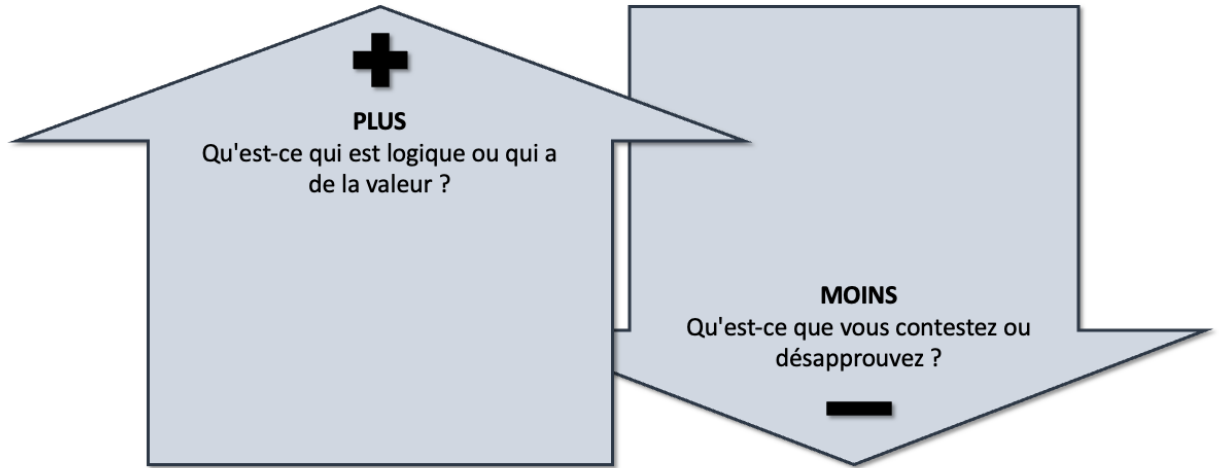 PLUS
Qu'est-ce qui est logique ou qui a
de la valeur ?
MOINS
Qu'est-ce que vous contestez ou
désapprouvez ?